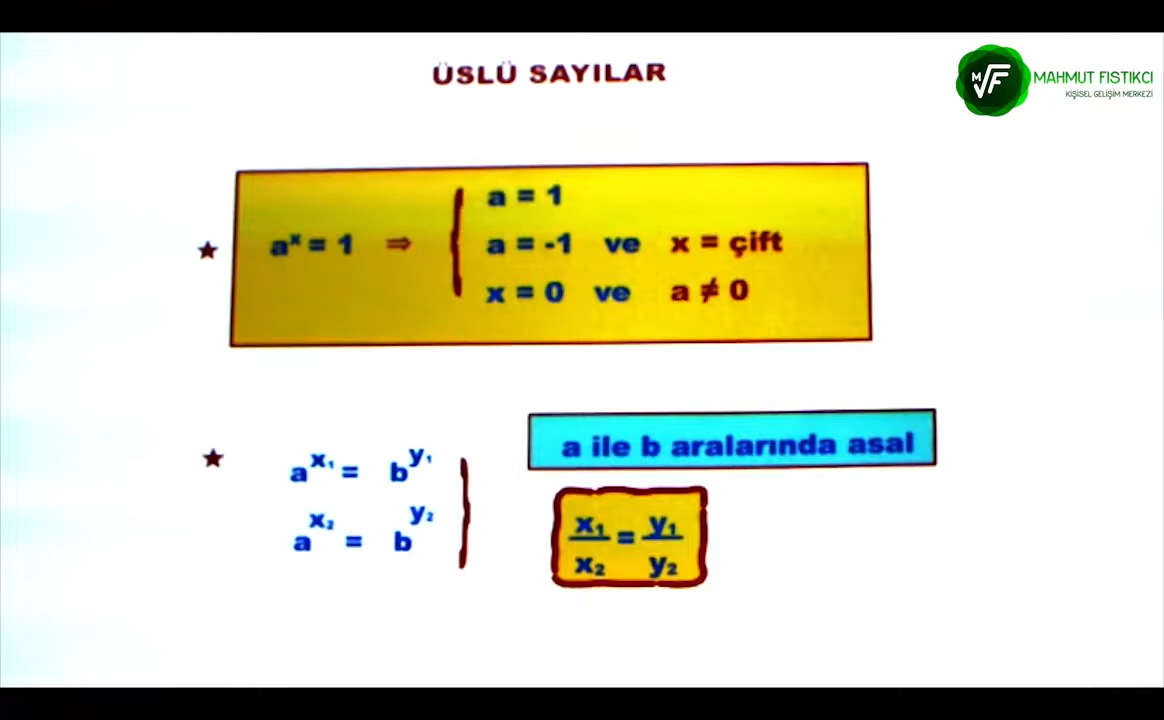 ÜSLÜ SAYILAR
MVF
MAHMUT FISTIKCI
KİŞİSEL GELİŞİM MERKEZİ
★ aˣ = 1 ⇒
a = 1
a = -1 ve x = çift
x = 0 ve a ≠ 0
★ a^x₁ = b^y₁
a^x₂ = b^y₂
a ile b aralarında asal
x₁/x₂ = y₁/y₂